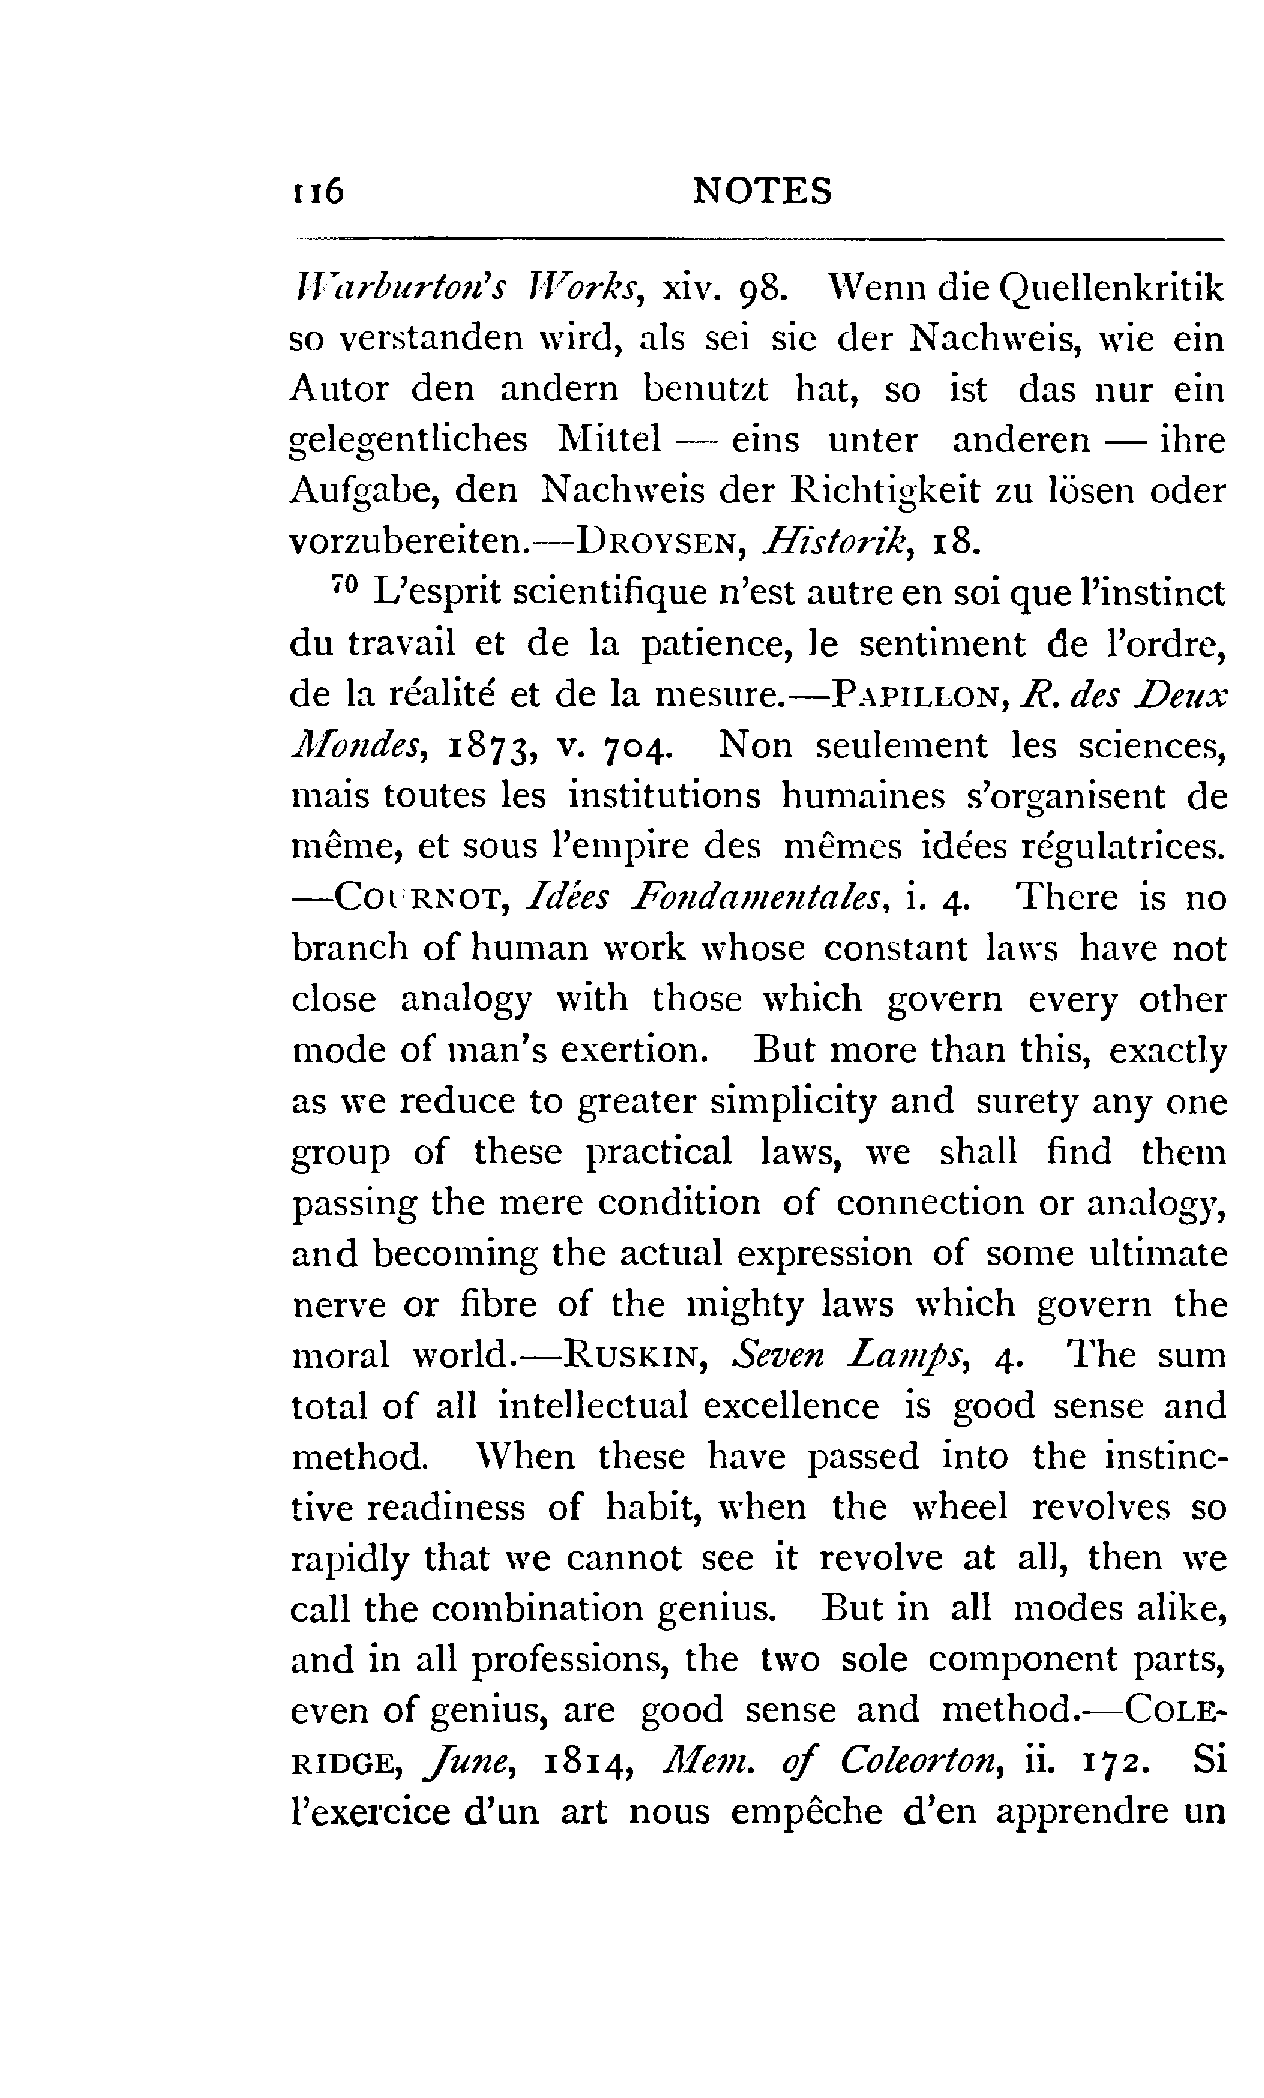 116 NOTES
Warburton's Works, xiv. 98. Wenn die Quellenkritik
so verstanden wird, als sei sie der Nachweis, wie ein
Autor den andern benutzt hat, so ist das nur ein
gelegentliches Mittel — eins unter anderen — ihre
Aufgabe, den Nachweis der Richtigkeit zu lösen oder
vorzubereiten.—DROYSEN, Historik, 18.
70 L'esprit scientifique n'est autre en soi que l'instinct
du travail et de la patience, le sentiment de l'ordre,
de la réalité et de la mesure.—PAPILLON, R. des Deux
Mondes, 1873, v. 704. Non seulement les sciences,
mais toutes les institutions humaines s'organisent de
même, et sous l'empire des mêmes idées régulatrices.
—COURNOT, Idées Fondamentales, i. 4. There is no
branch of human work whose constant laws have not
close analogy with those which govern every other
mode of man's exertion. But more than this, exactly
as we reduce to greater simplicity and surety any one
group of these practical laws, we shall find them
passing the mere condition of connection or analogy,
and becoming the actual expression of some ultimate
nerve or fibre of the mighty laws which govern the
moral world.—RUSKIN, Seven Lamps, 4. The sum
total of all intellectual excellence is good sense and
method. When these have passed into the instinc-
tive readiness of habit, when the wheel revolves so
rapidly that we cannot see it revolve at all, then we
call the combination genius. But in all modes alike,
and in all professions, the two sole component parts,
even of genius, are good sense and method.—COLE-
RIDGE, June, 1814, Mem. of Coleorton, ii. 172. Si
l'exercice d'un art nous empêche d'en apprendre un